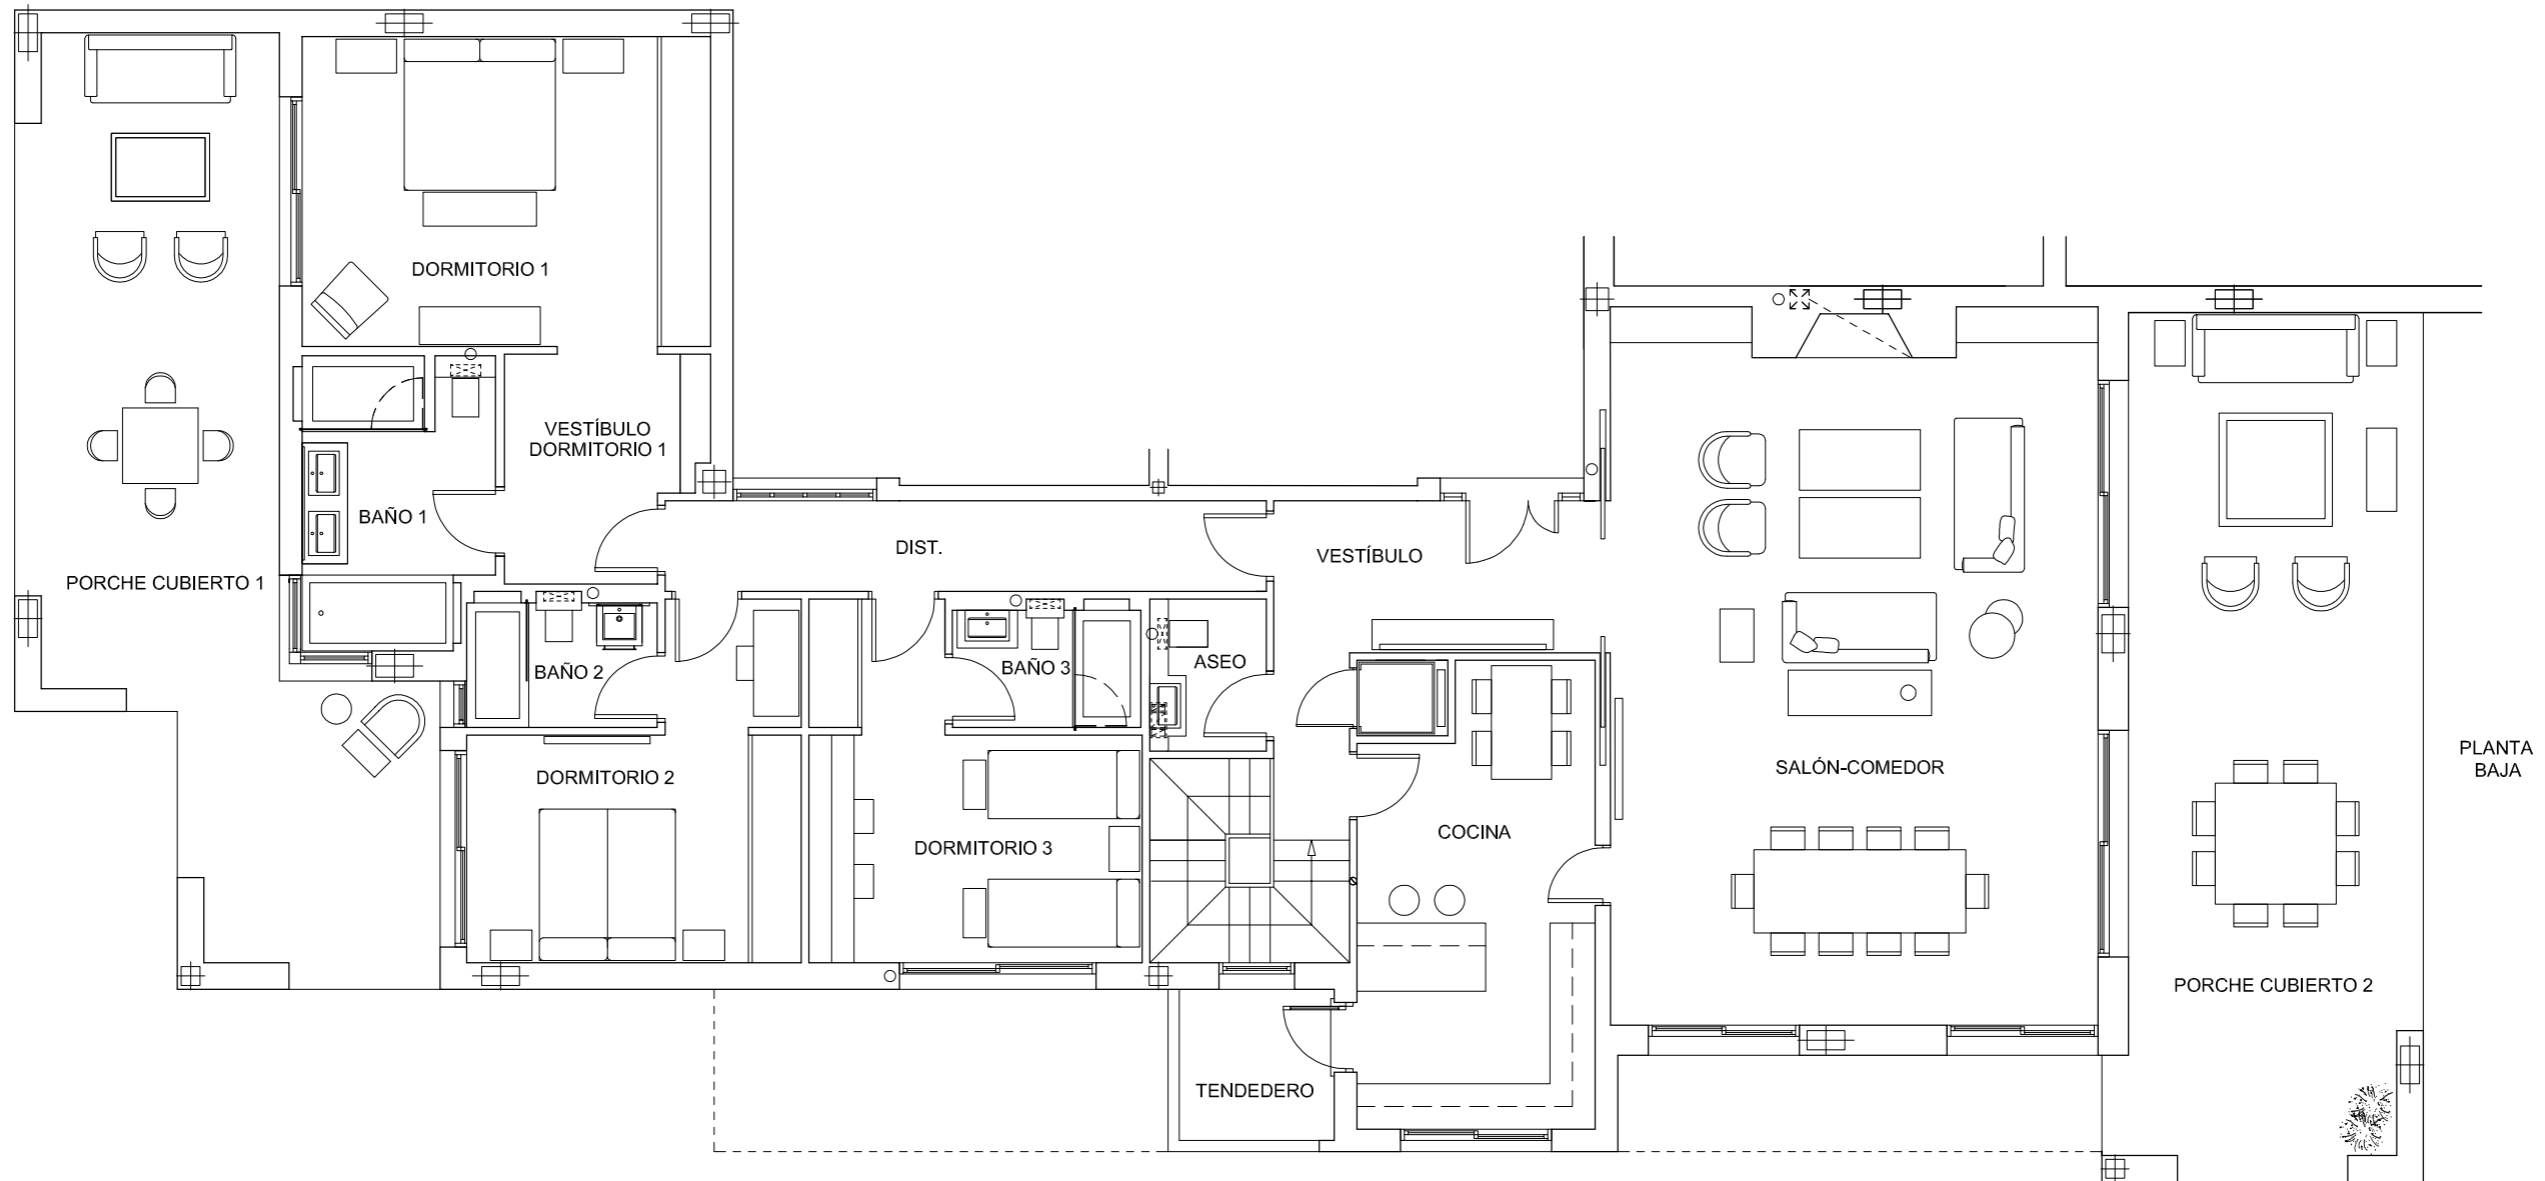 DORMITORIO 1
VESTÍBULO
DORMITORIO 1
BAÑO 1
PORCHE CUBIERTO 1
DIST.
VESTÍBULO
BAÑO 2
BAÑO 3
ASEO
DORMITORIO 2
DORMITORIO 3
COCINA
SALÓN-COMEDOR
PLANTA
BAJA
PORCHE CUBIERTO 2
TENDEDERO